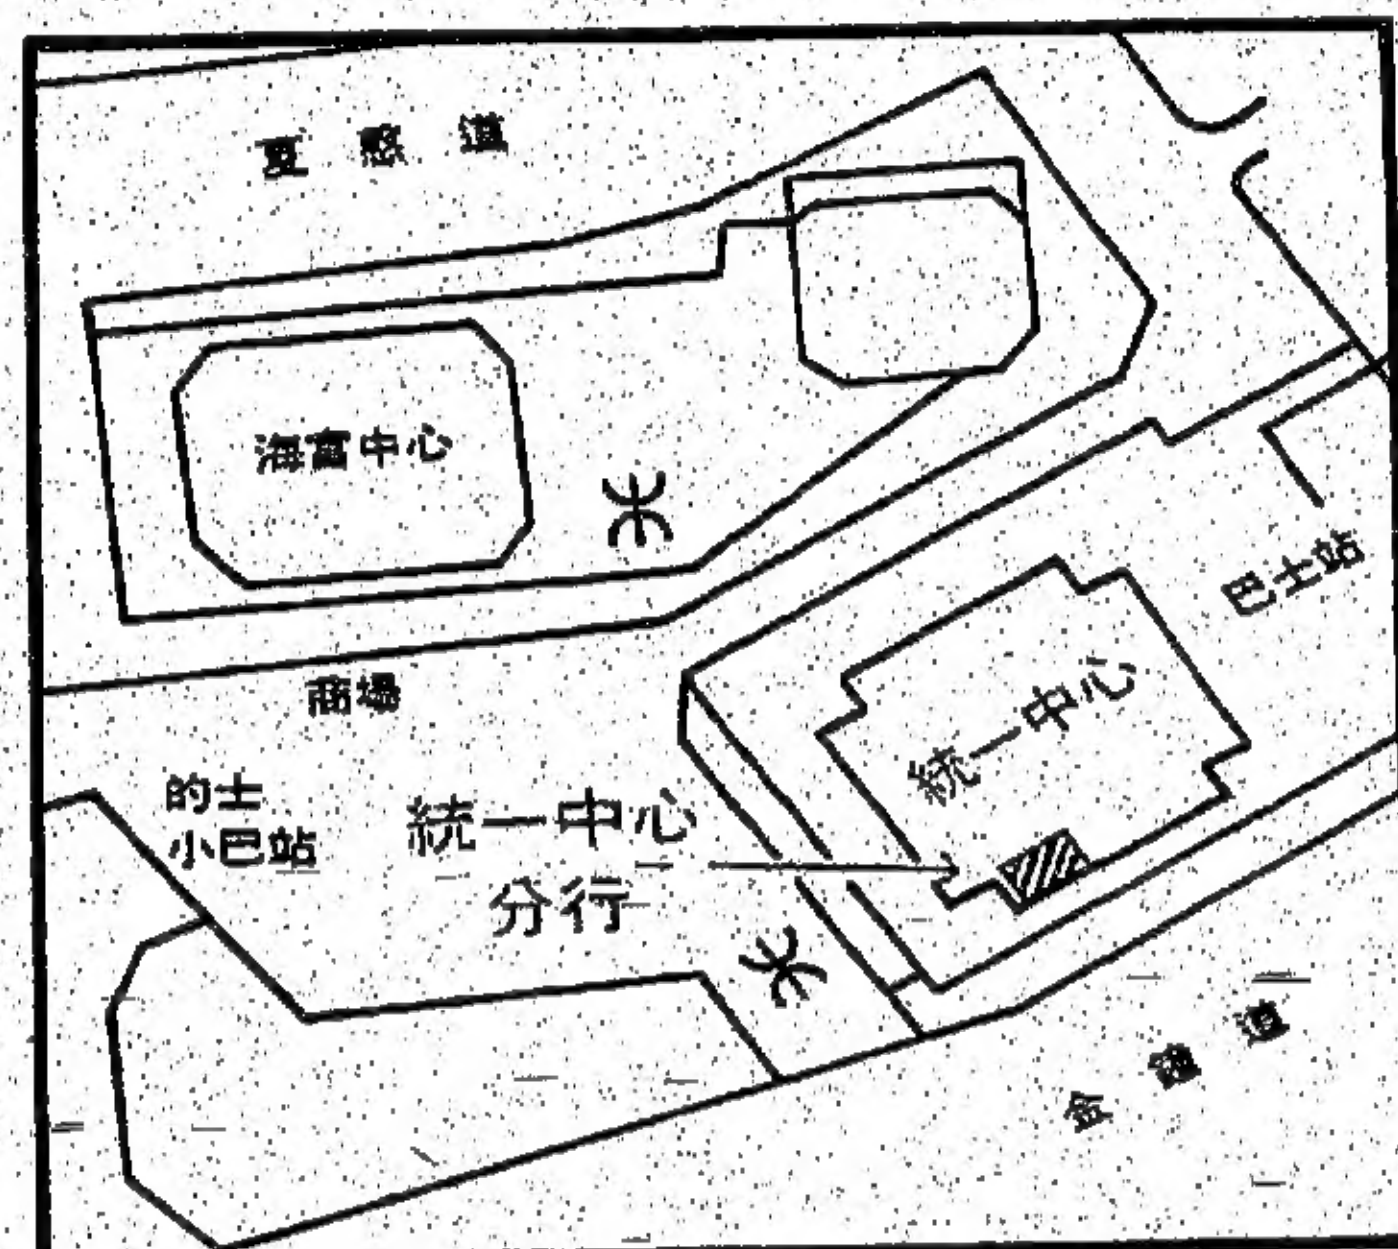 夏慤道
海富中心
巴士站
商場
統一中心
的士
小巴站
統一中心
分行
金鐘道